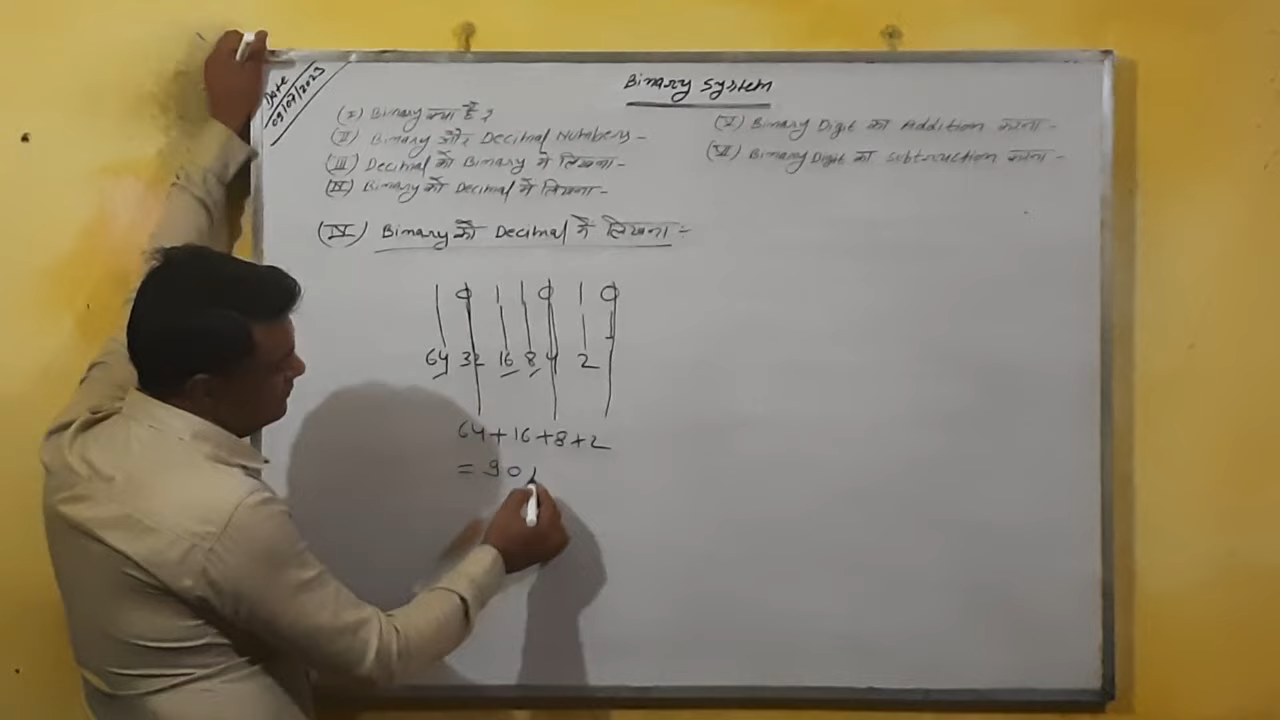 Date
09/07/2023
Binary System
(I) Binary क्या है ?
(II) Binary और Decimal Numbers -
(III) Decimal को Binary में लिखना -
(IV) Binary को Decimal में लिखना -
(V) Binary Digit का Addition करना -
(VI) Binary Digit का Subtruction करना -
(IV) Binary को Decimal में लिखना :-
1 0 1 1 0 1 0
64 32 16 8 4 2 1
64+16+8+2
= 90